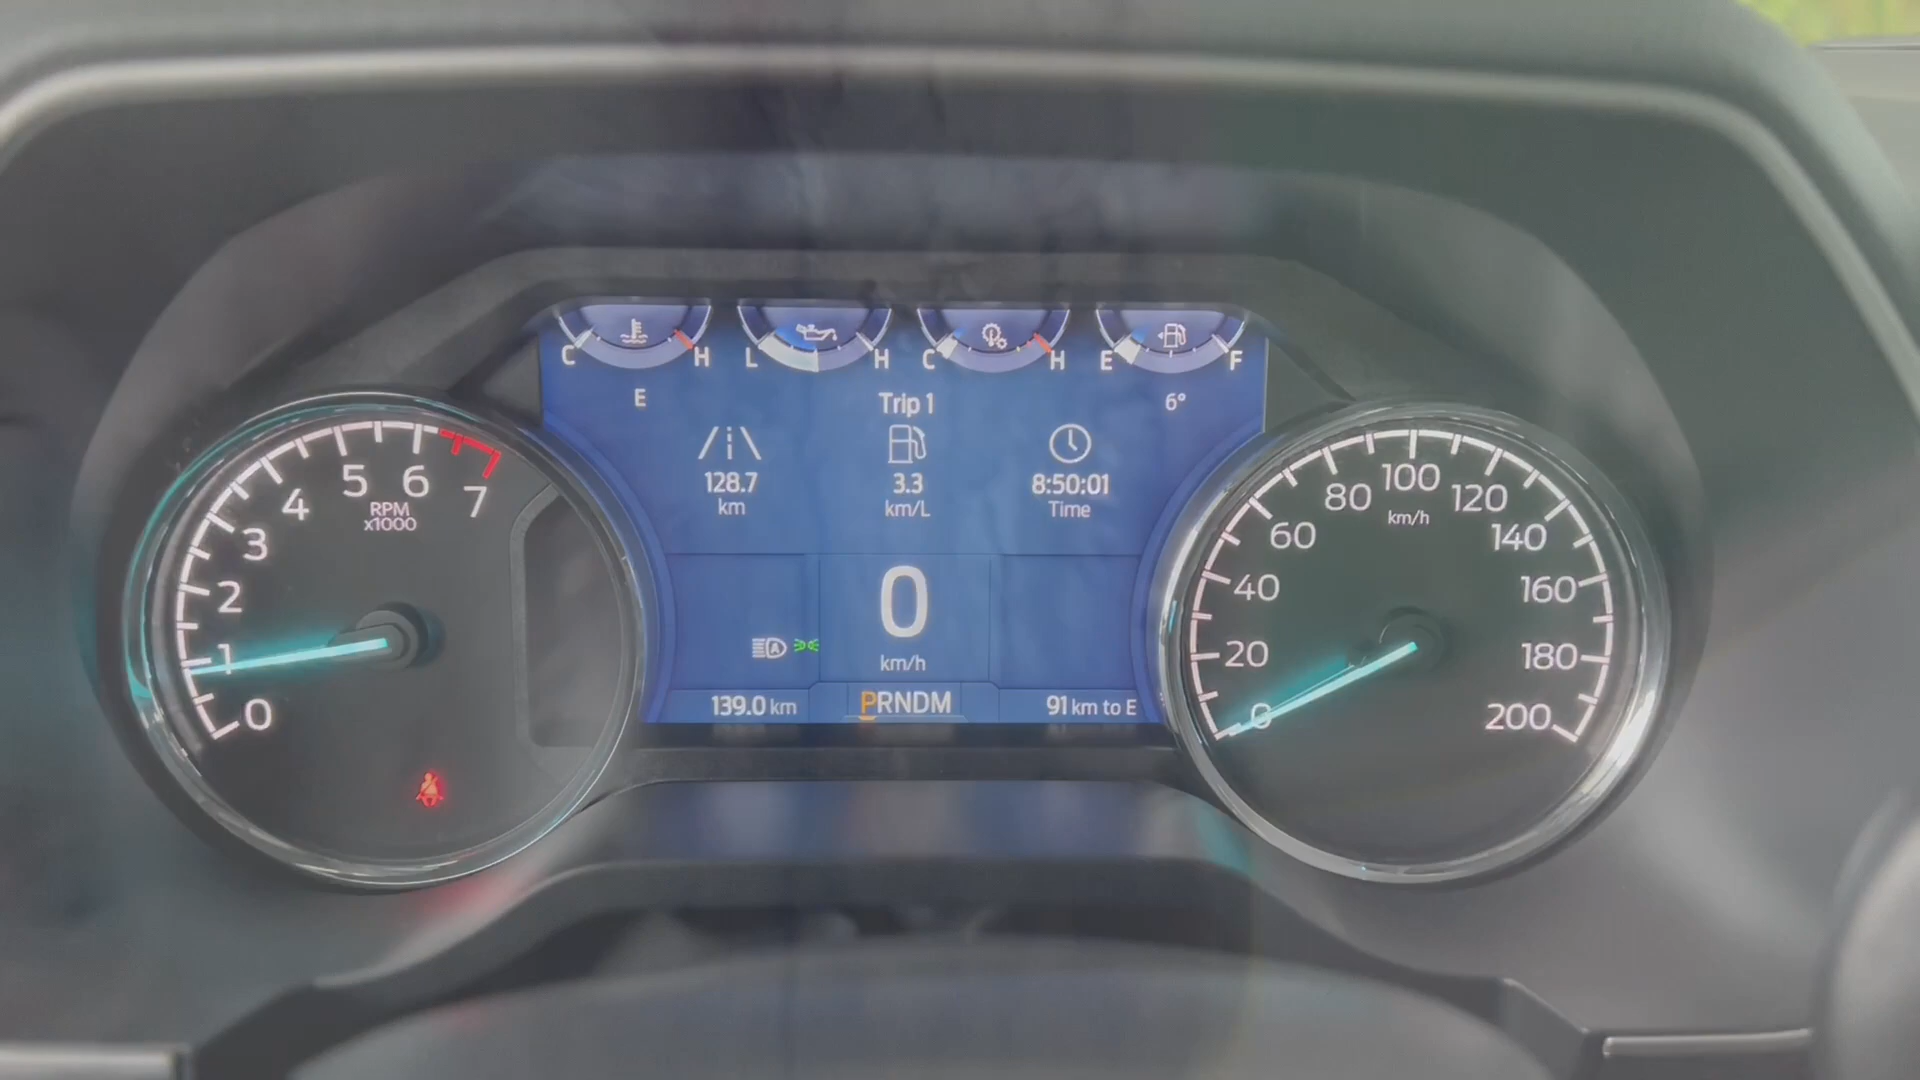 C H L H C H E F
E Trip 1 6°
128.7 3.3 8:50:01
km km/L Time
0
km/h
139.0 km PRNDM 91 km to E
0 1 2 3 4 5 6 7
RPM
x1000
0 20 40 60 80 100 120 140 160 180 200
km/h
A